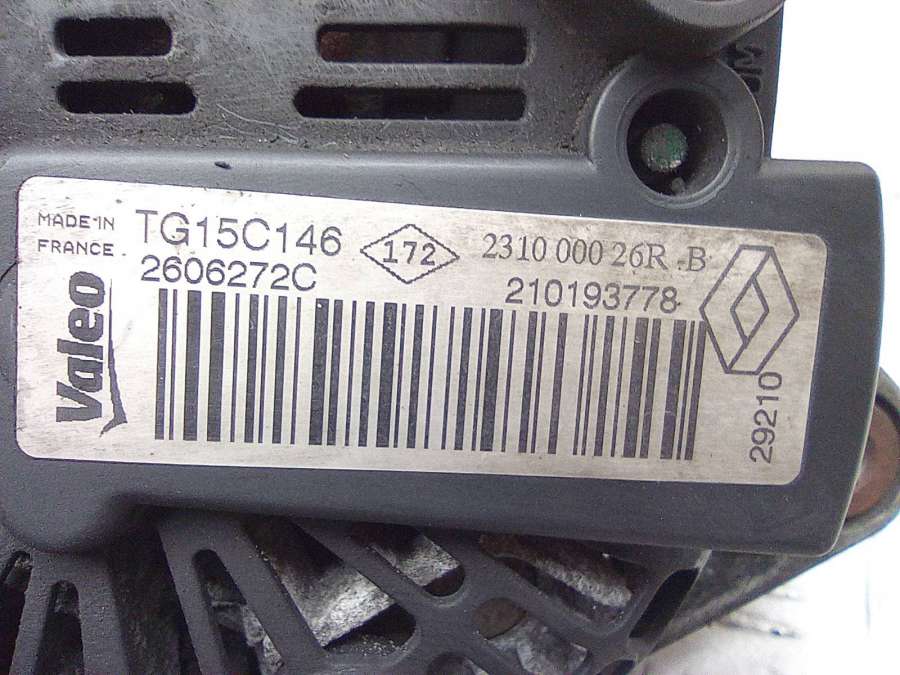 MADE IN
FRANCE
TG15C146
172
2310 000 26R -B
2606272C
210193778
Valeo
29210